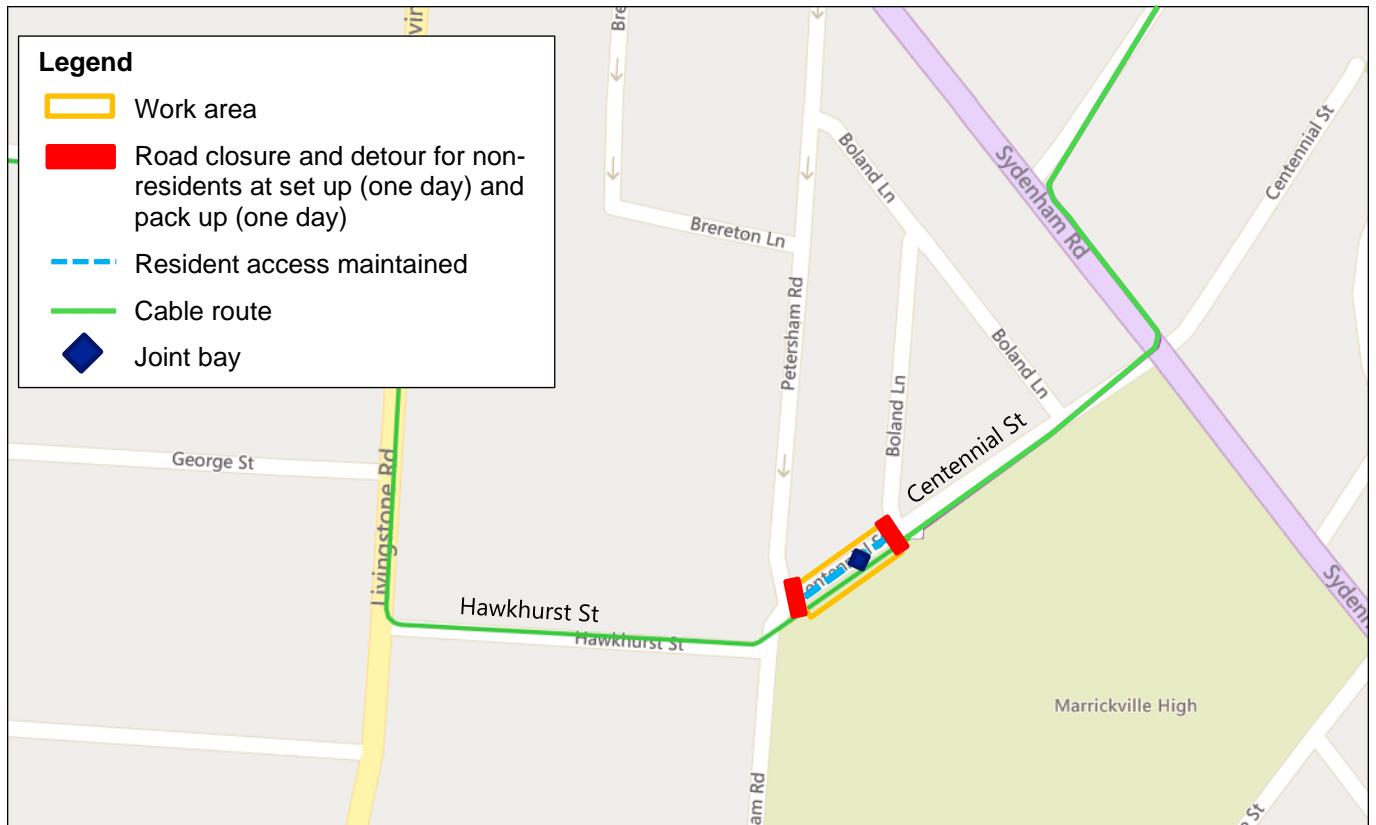 Legend
Work area
Road closure and detour for non-
residents at set up (one day) and
pack up (one day)
Resident access maintained
Cable route
Joint bay
Boland Ln
Sydenham Rd
Centennial St
Brereton Ln
Petersham Rd
Boland Ln
Boland Ln
Centennial St
George St
Livingstone Rd
Hawkhurst St
Hawkhurst St
Marrickville High